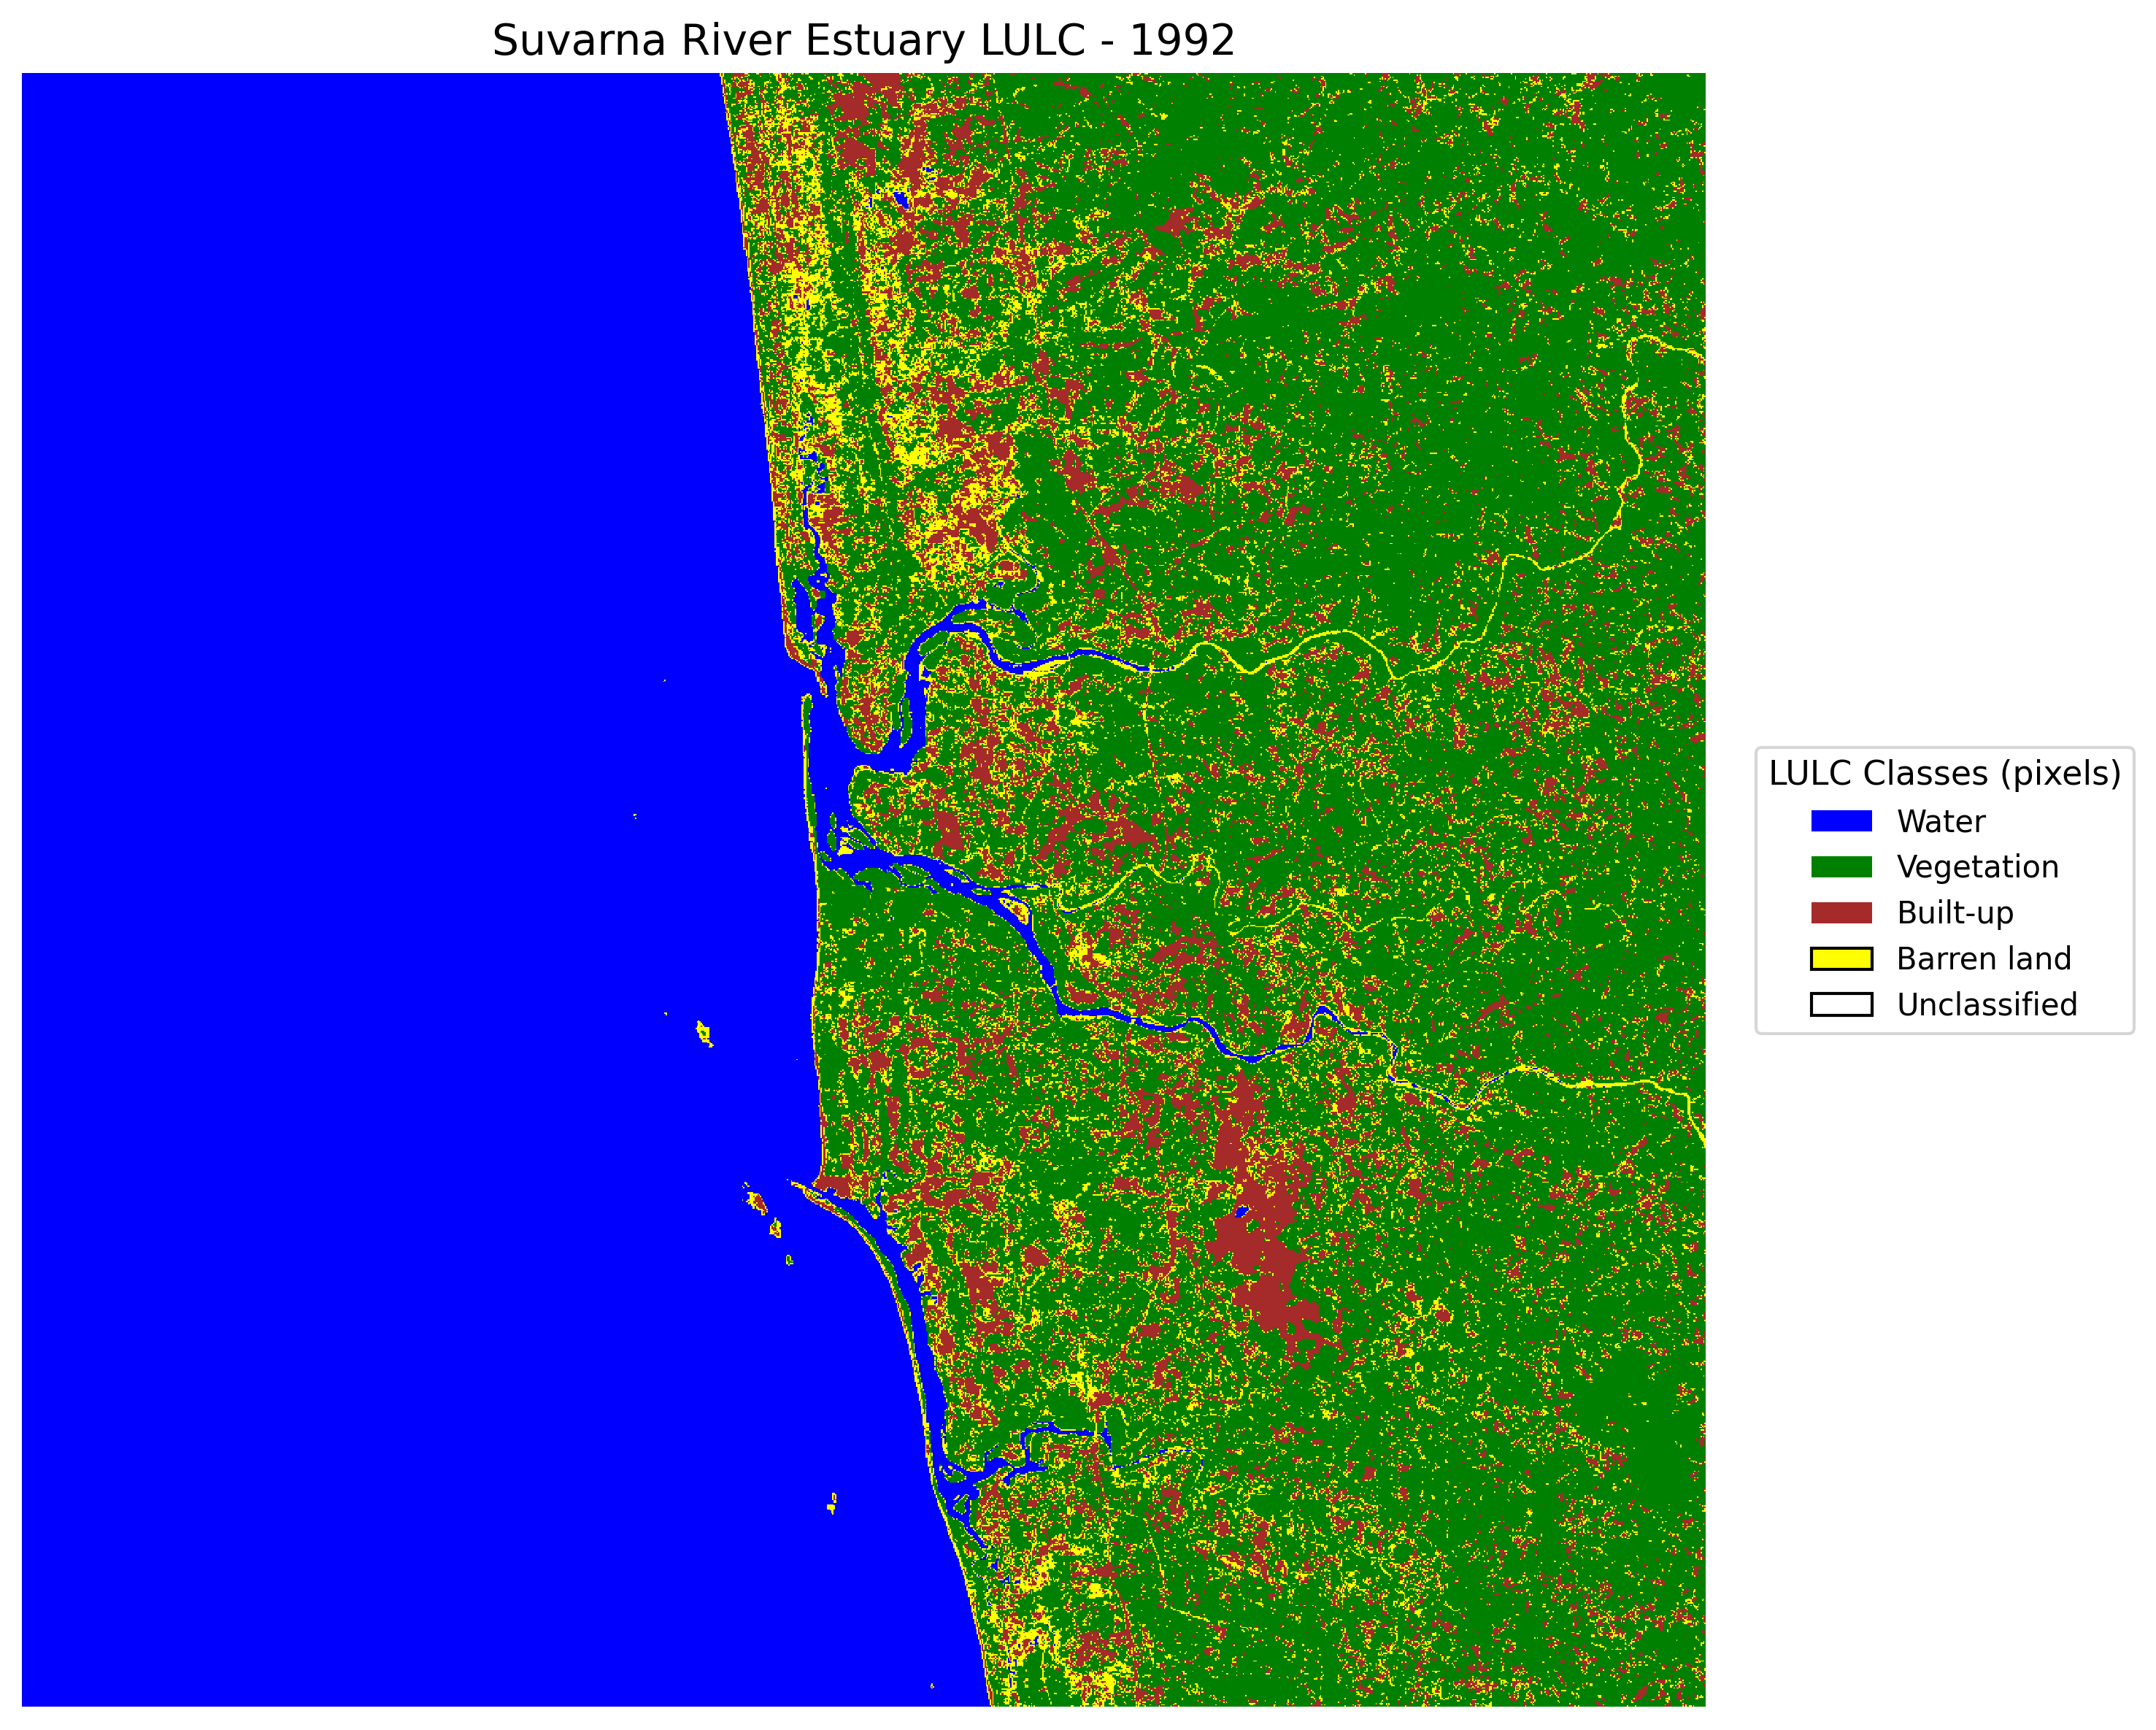 Suvarna River Estuary LULC - 1992
LULC Classes (pixels)
Water
Vegetation
Built-up
Barren land
Unclassified